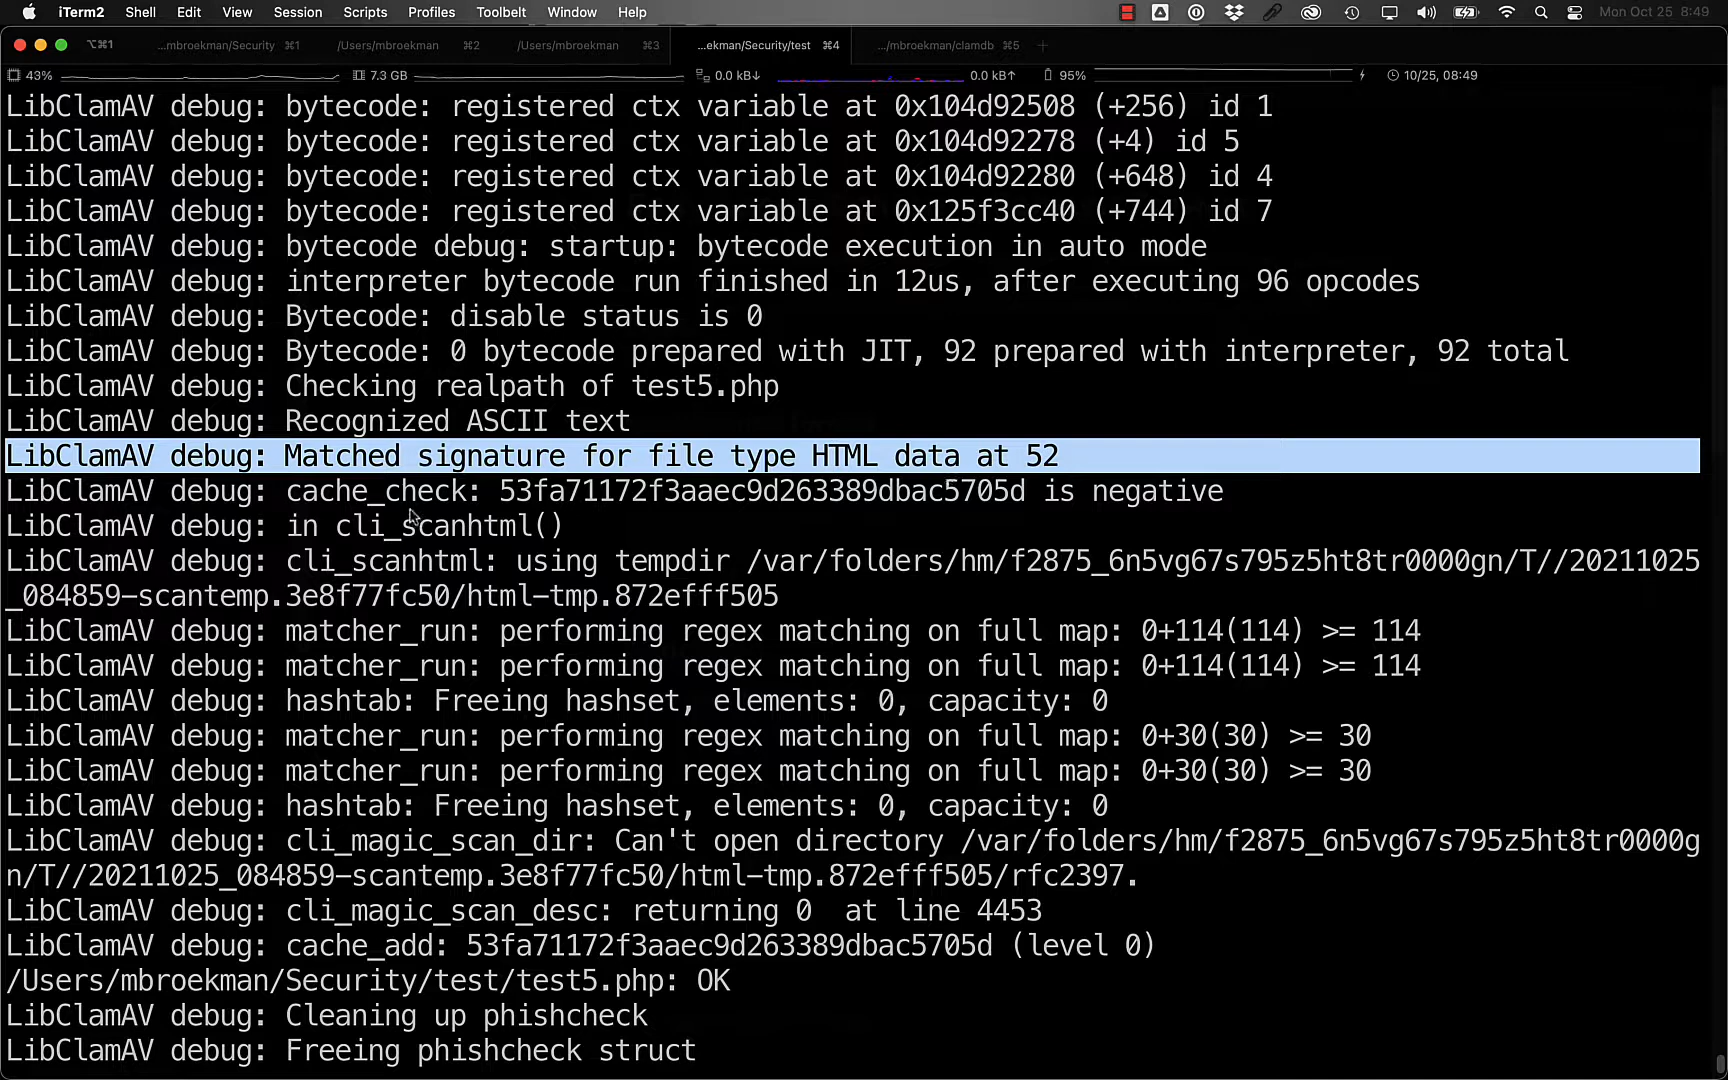 iTerm2 Shell Edit View Session Scripts Profiles Toolbelt Window Help Mon Oct 25 8:49
⌥⌘1 ...mbroekman/Security ⌘1 /Users/mbroekman ⌘2 /Users/mbroekman ⌘3 ...ekman/Security/test ⌘4 .../mbroekman/clamdb ⌘5 +
43% 7.3 GB 0.0 kB↓ 0.0 kB↑ 95% 10/25, 08:49
LibClamAV debug: bytecode: registered ctx variable at 0x104d92508 (+256) id 1
LibClamAV debug: bytecode: registered ctx variable at 0x104d92278 (+4) id 5
LibClamAV debug: bytecode: registered ctx variable at 0x104d92280 (+648) id 4
LibClamAV debug: bytecode: registered ctx variable at 0x125f3cc40 (+744) id 7
LibClamAV debug: bytecode debug: startup: bytecode execution in auto mode
LibClamAV debug: interpreter bytecode run finished in 12us, after executing 96 opcodes
LibClamAV debug: Bytecode: disable status is 0
LibClamAV debug: Bytecode: 0 bytecode prepared with JIT, 92 prepared with interpreter, 92 total
LibClamAV debug: Checking realpath of test5.php
LibClamAV debug: Recognized ASCII text
LibClamAV debug: Matched signature for file type HTML data at 52
LibClamAV debug: cache_check: 53fa71172f3aaec9d263389dbac5705d is negative
LibClamAV debug: in cli_scanhtml()
LibClamAV debug: cli_scanhtml: using tempdir /var/folders/hm/f2875_6n5vg67s795z5ht8tr0000gn/T//20211025
_084859-scantemp.3e8f77fc50/html-tmp.872efff505
LibClamAV debug: matcher_run: performing regex matching on full map: 0+114(114) >= 114
LibClamAV debug: matcher_run: performing regex matching on full map: 0+114(114) >= 114
LibClamAV debug: hashtab: Freeing hashset, elements: 0, capacity: 0
LibClamAV debug: matcher_run: performing regex matching on full map: 0+30(30) >= 30
LibClamAV debug: matcher_run: performing regex matching on full map: 0+30(30) >= 30
LibClamAV debug: hashtab: Freeing hashset, elements: 0, capacity: 0
LibClamAV debug: cli_magic_scan_dir: Can't open directory /var/folders/hm/f2875_6n5vg67s795z5ht8tr0000g
n/T//20211025_084859-scantemp.3e8f77fc50/html-tmp.872efff505/rfc2397.
LibClamAV debug: cli_magic_scan_desc: returning 0  at line 4453
LibClamAV debug: cache_add: 53fa71172f3aaec9d263389dbac5705d (level 0)
/Users/mbroekman/Security/test/test5.php: OK
LibClamAV debug: Cleaning up phishcheck
LibClamAV debug: Freeing phishcheck struct